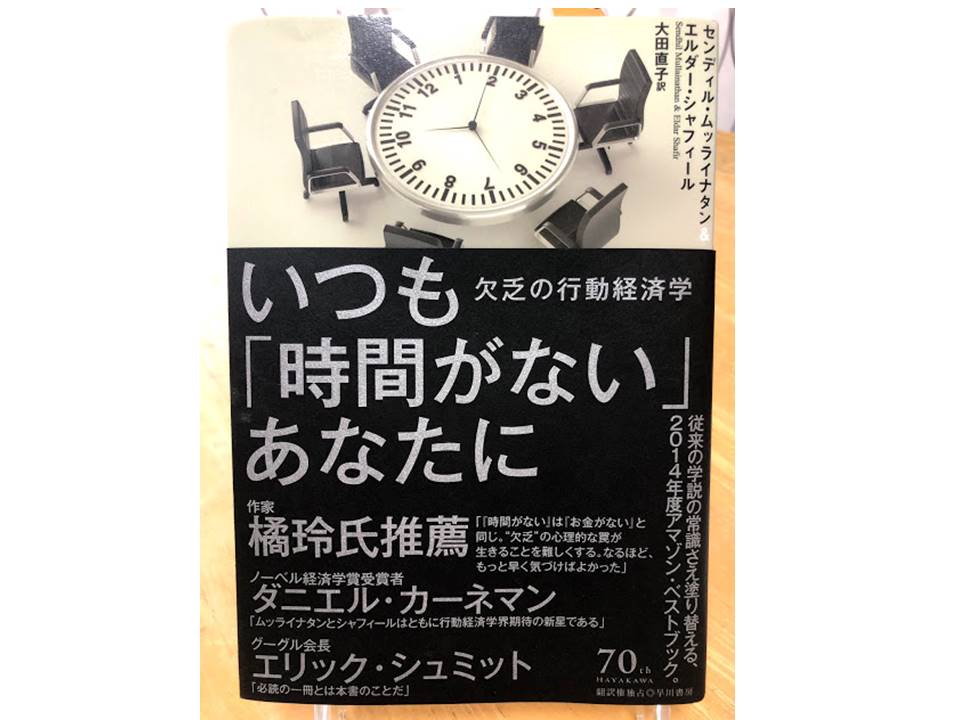 センディル・ムッライナタン&
エルダー・シャフィール
Sendhil Mullainathan & Eldar Shafir
大田直子訳
12
1
2
3
4
5
6
7
8
9
10
11
いつも
欠乏の行動経済学
「時間がない」
あなたに
従来の学説の常識さえ塗り替える、
2014年度アマゾン・ベストブック。
作家
橘玲氏推薦
「『時間がない』は『お金がない』と
同じ。“欠乏”の心理的な罠が
生きることを難しくする。なるほど、
もっと早く気づけばよかった」
ノーベル経済学賞受賞者
ダニエル・カーネマン
「ムッライナタンとシャフィールはともに行動経済学界期待の新星である」
グーグル会長
エリック・シュミット
「必読の一冊とは本書のことだ」
70th
HAYAKAWA
翻訳権独占◎早川書房